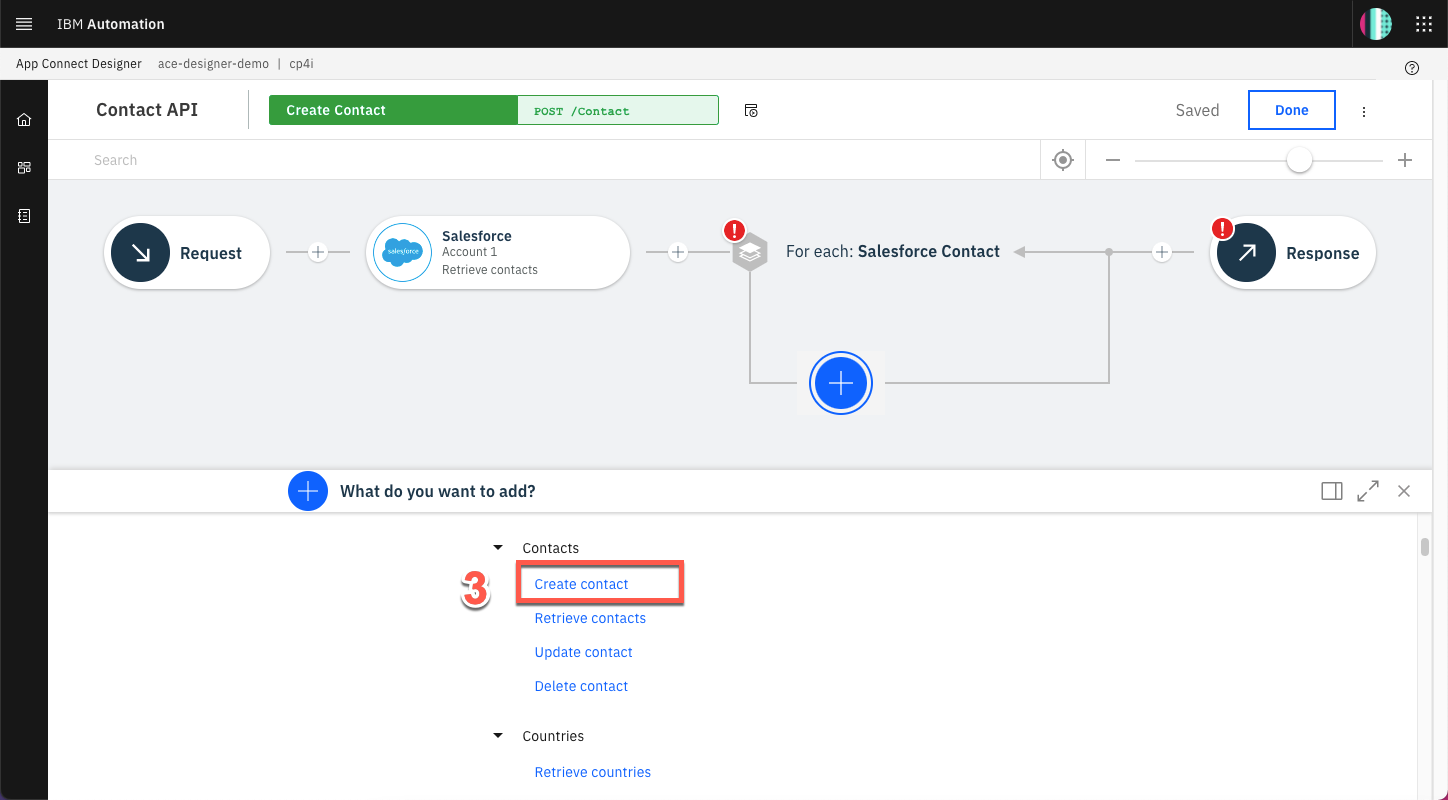 IBM Automation
App Connect Designer ace-designer-demo | cp4i
Contact API
Create Contact
POST /Contact
Saved
Done
Search
Request
salesforce
Salesforce
Account 1
Retrieve contacts
!
For each: Salesforce Contact
!
Response
What do you want to add?
Contacts
3
Create contact
Retrieve contacts
Update contact
Delete contact
Countries
Retrieve countries